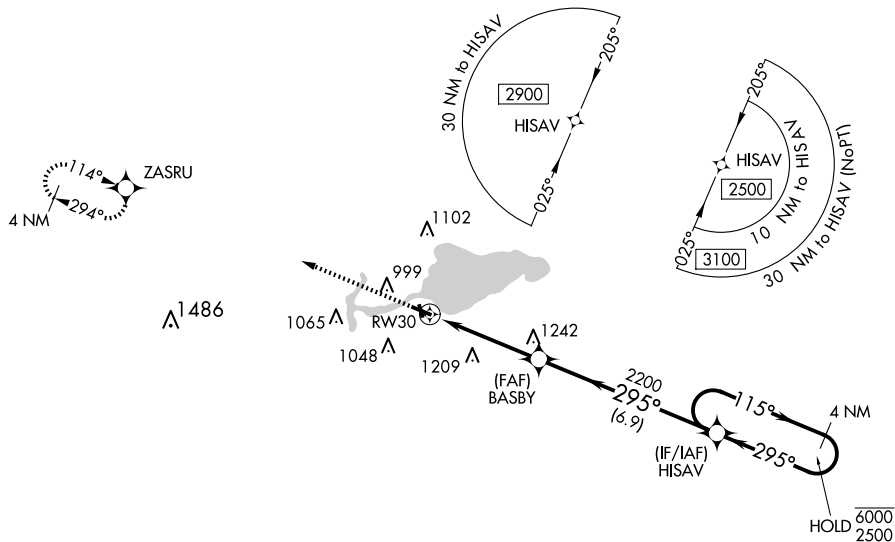 30 NM to HISAV
205°
2900
HISAV
025°
205°
HISAV
2500
10 NM to HISAV
30 NM to HISAV (NoPT)
025°
3100
ZASRU
114°
294°
4 NM
1102
999
1486
1065
RW30
1048
1209
1242
(FAF)
BASBY
2200
295°
(6.9)
115°
4 NM
(IF/IAF)
HISAV
295°
HOLD 6000
2500